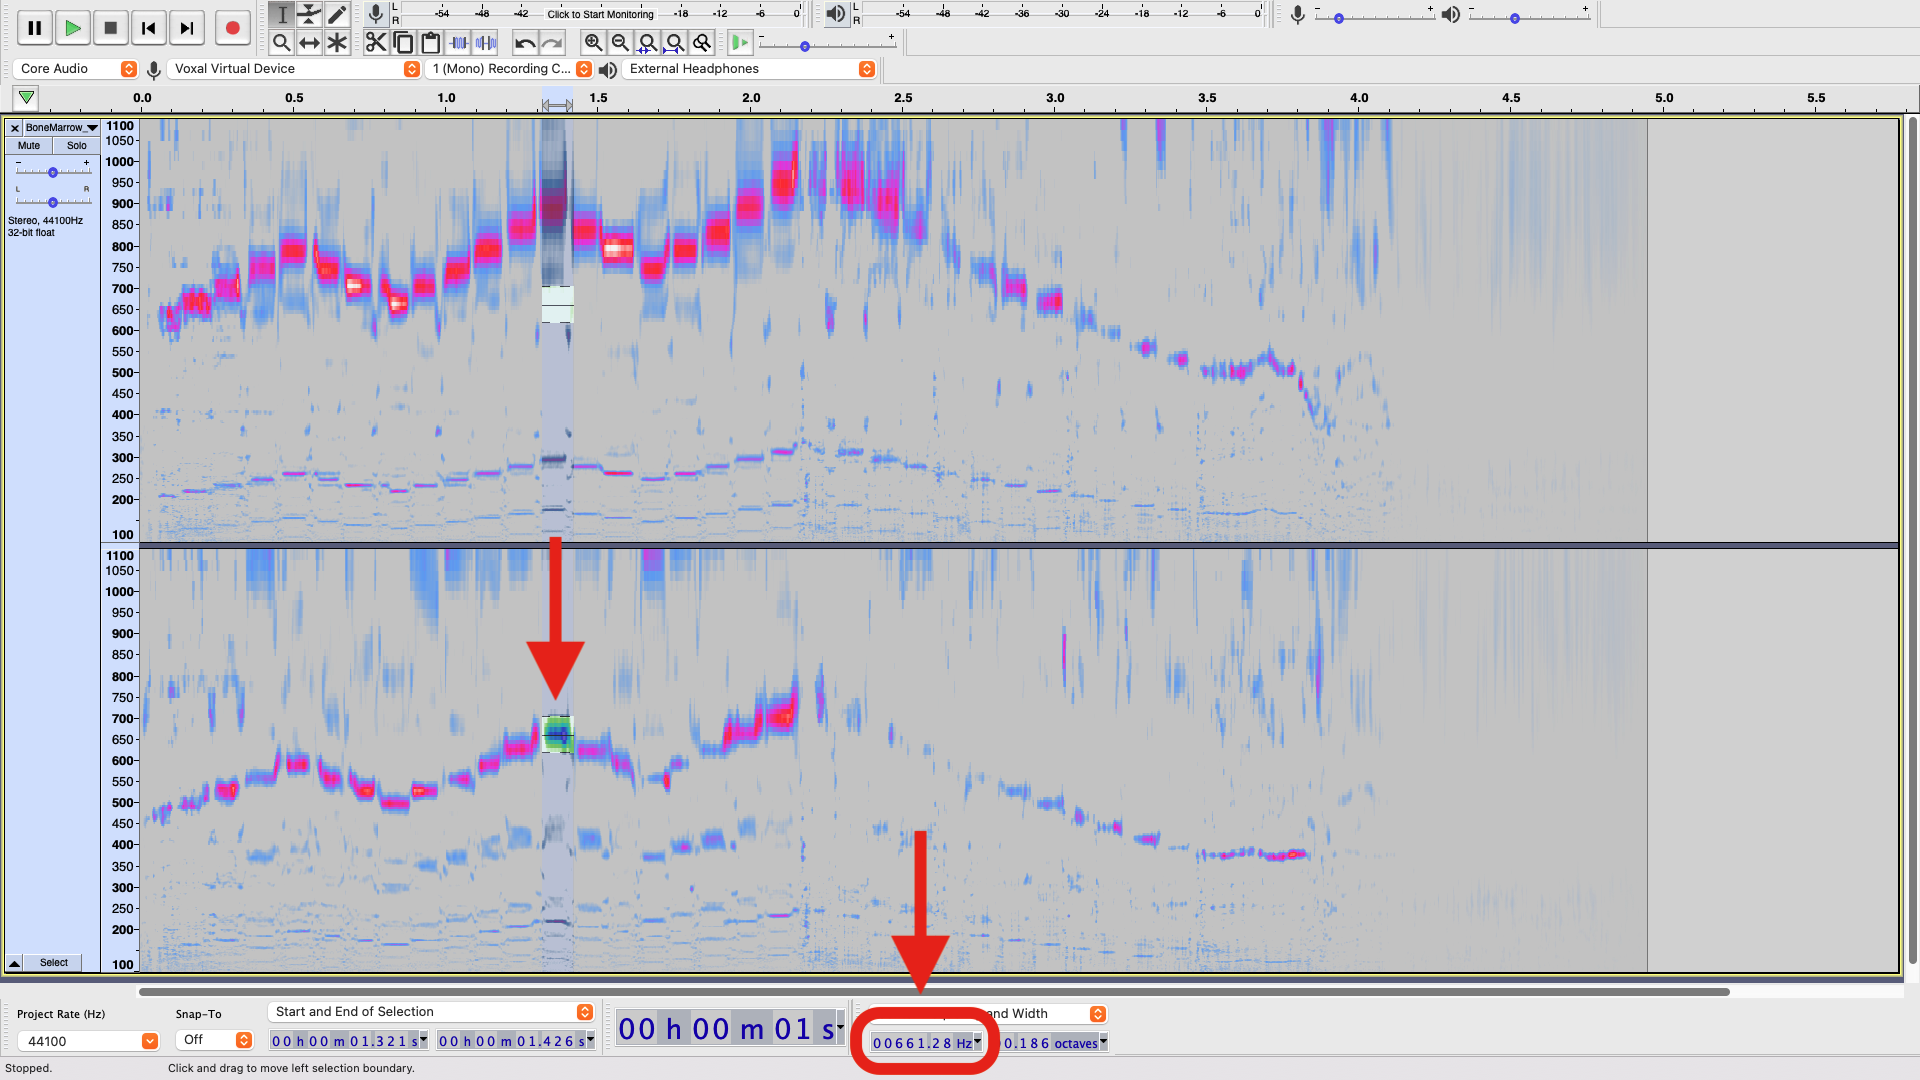 L
R
-54 -48 -42 Click to Start Monitoring -18 -12 -6 0
L
R
-54 -48 -42 -36 -30 -24 -18 -12 -6 0
- +
- +
- +
Core Audio
Voxal Virtual Device
1 (Mono) Recording C...
External Headphones
0.0 0.5 1.0 1.5 2.0 2.5 3.0 3.5 4.0 4.5 5.0 5.5
BoneMarrow_
Mute Solo
- +
L R
Stereo, 44100Hz
32-bit float
1100
1050
1000
950
900
850
800
750
700
650
600
550
500
450
400
350
300
250
200
100
1100
1050
1000
950
900
850
800
750
700
650
600
550
500
450
400
350
300
250
200
100
Select
Project Rate (Hz)
44100
Snap-To
Off
Start and End of Selection
00 h 00 m 01.321 s
00 h 00 m 01.426 s
00 h 00 m 01 s
and Width
00661.28 Hz
0.186 octaves
Stopped.
Click and drag to move left selection boundary.